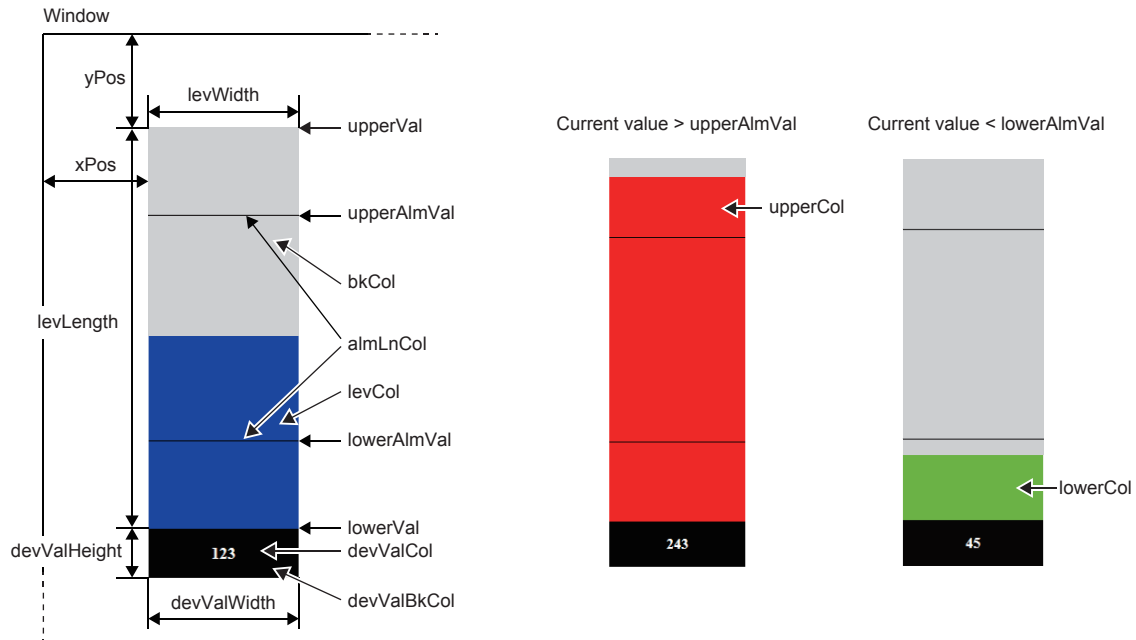 Window
yPos
levWidth
upperVal
xPos
upperAlmVal
bkCol
levLength
almLnCol
levCol
lowerAlmVal
lowerVal
devValHeight
123
devValCol
devValWidth
devValBkCol
Current value > upperAlmVal
upperCol
243
Current value < lowerAlmVal
lowerCol
45